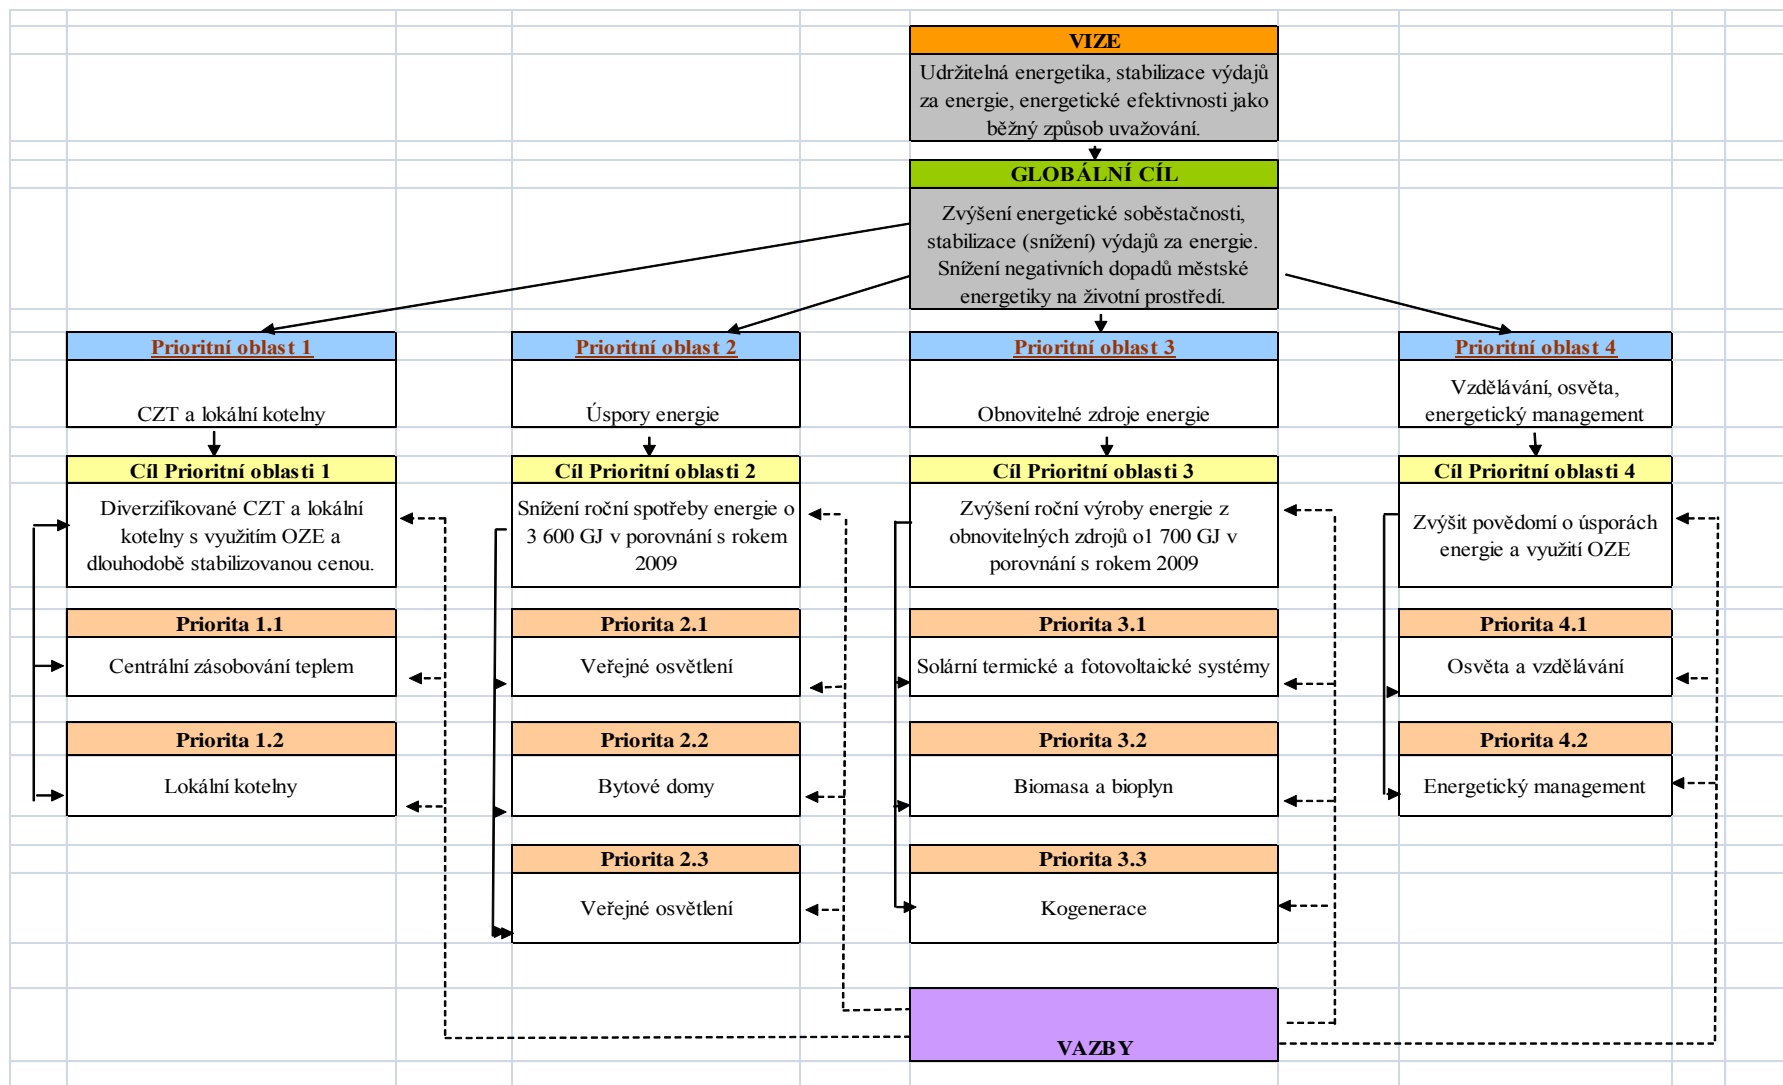 VIZE
Udržitelná energetika, stabilizace výdajů
za energie, energetické efektivnosti jako
běžný způsob uvažování.
GLOBÁLNÍ CÍL
Zvýšení energetické soběstačnosti,
stabilizace (snížení) výdajů za energie.
Snížení negativních dopadů městské
energetiky na životní prostředí.
Prioritní oblast 1
CZT a lokální kotelny
Prioritní oblast 2
Úspory energie
Prioritní oblast 3
Obnovitelné zdroje energie
Prioritní oblast 4
Vzdělávání, osvěta,
energetický management
Cíl Prioritní oblasti 1
Diverzifikované CZT a lokální
kotelny s využitím OZE a
dlouhodobě stabilizovanou cenou.
Cíl Prioritní oblasti 2
Snížení roční spotřeby energie o
3 600 GJ v porovnání s rokem
2009
Cíl Prioritní oblasti 3
Zvýšení roční výroby energie z
obnovitelných zdrojů o1 700 GJ v
porovnání s rokem 2009
Cíl Prioritní oblasti 4
Zvýšit povědomí o úsporách
energie a využití OZE
Priorita 1.1
Centrální zásobování teplem
Priorita 2.1
Veřejné osvětlení
Priorita 3.1
Solární termické a fotovoltaické systémy
Priorita 4.1
Osvěta a vzdělávání
Priorita 1.2
Lokální kotelny
Priorita 2.2
Bytové domy
Priorita 3.2
Biomasa a bioplyn
Priorita 4.2
Energetický management
Priorita 2.3
Veřejné osvětlení
Priorita 3.3
Kogenerace
VAZBY